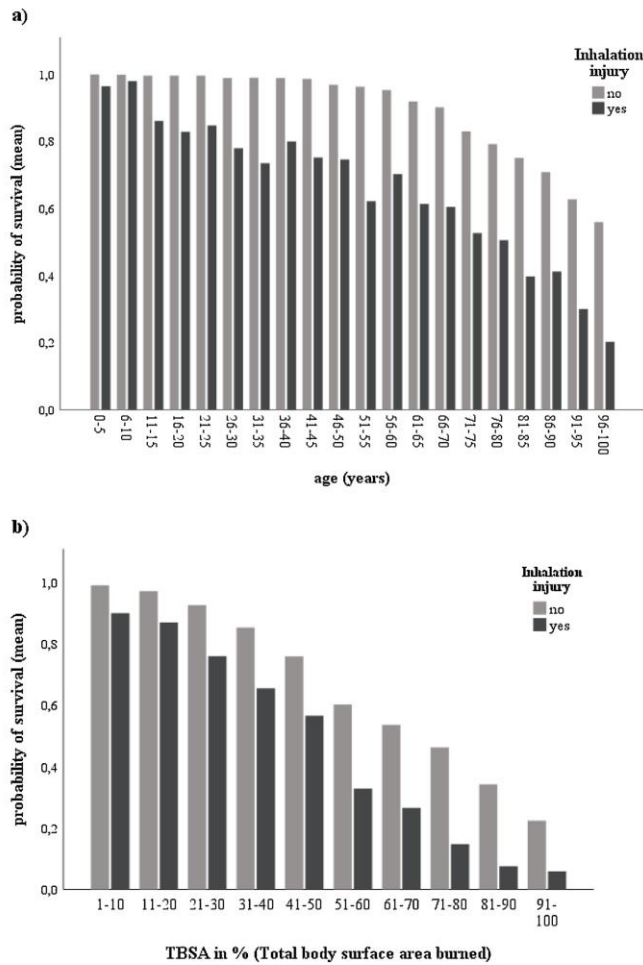 a)
Inhalation
injury
no
yes
probability of survival (mean)
1,0
0,8
0,6
0,4
0,2
0,0
0-5
6-10
11-15
16-20
21-25
26-30
31-35
36-40
41-45
46-50
51-55
56-60
61-65
66-70
71-75
76-80
81-85
86-90
91-95
96-100
age (years)
b)
Inhalation
injury
no
yes
probability of survival (mean)
1,0
0,8
0,6
0,4
0,2
0,0
1-10 11-20 21-30 31-40 41-50 51-60 61-70 71-80 81-90 91-
100
TBSA in % (Total body surface area burned)